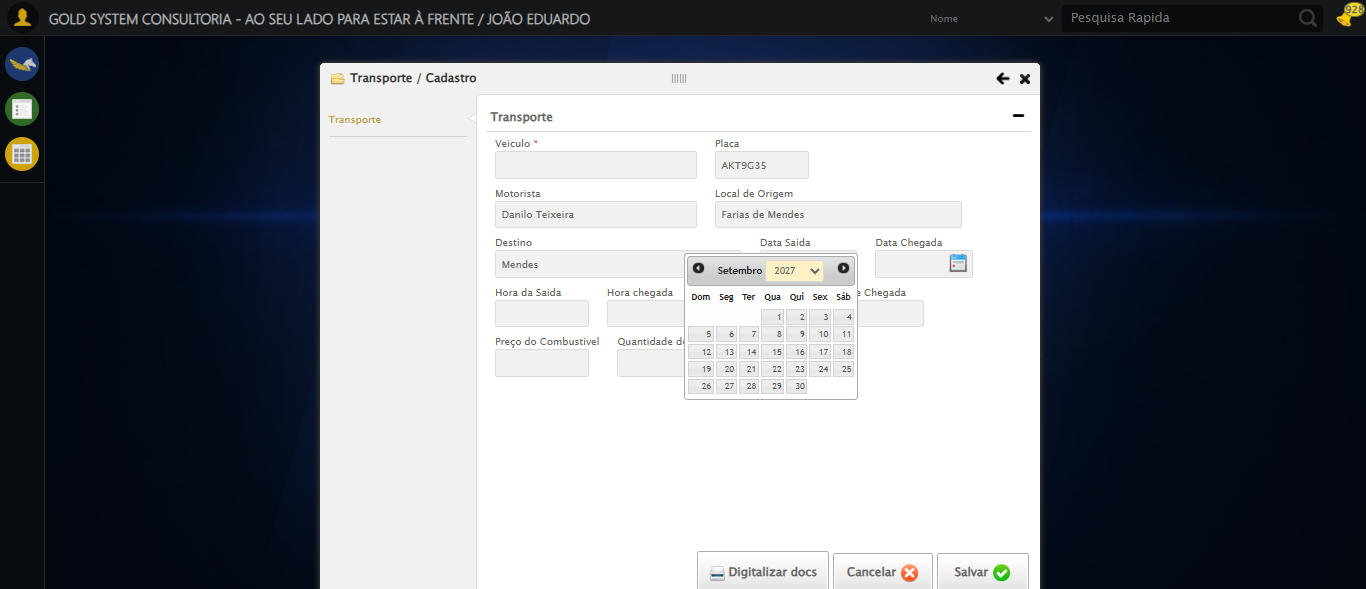 GOLD SYSTEM CONSULTORIA - AO SEU LADO PARA ESTAR À FRENTE / JOÃO EDUARDO
Nome
Pesquisa Rapida
928
Transporte / Cadastro
Transporte
Transporte
Veiculo *
Placa
AKT9G35
Motorista
Local de Origem
Danilo Teixeira
Farias de Mendes
Destino
Data Saida
Data Chegada
Mendes
Setembro 2027
Dom Seg Ter Qua Qui Sex Sáb
1 2 3 4
5 6 7 8 9 10 11
12 13 14 15 16 17 18
19 20 21 22 23 24 25
26 27 28 29 30
Hora da Saida
Hora chegada
e Chegada
Preço do Combustivel
Quantidade de
Digitalizar docs
Cancelar
Salvar